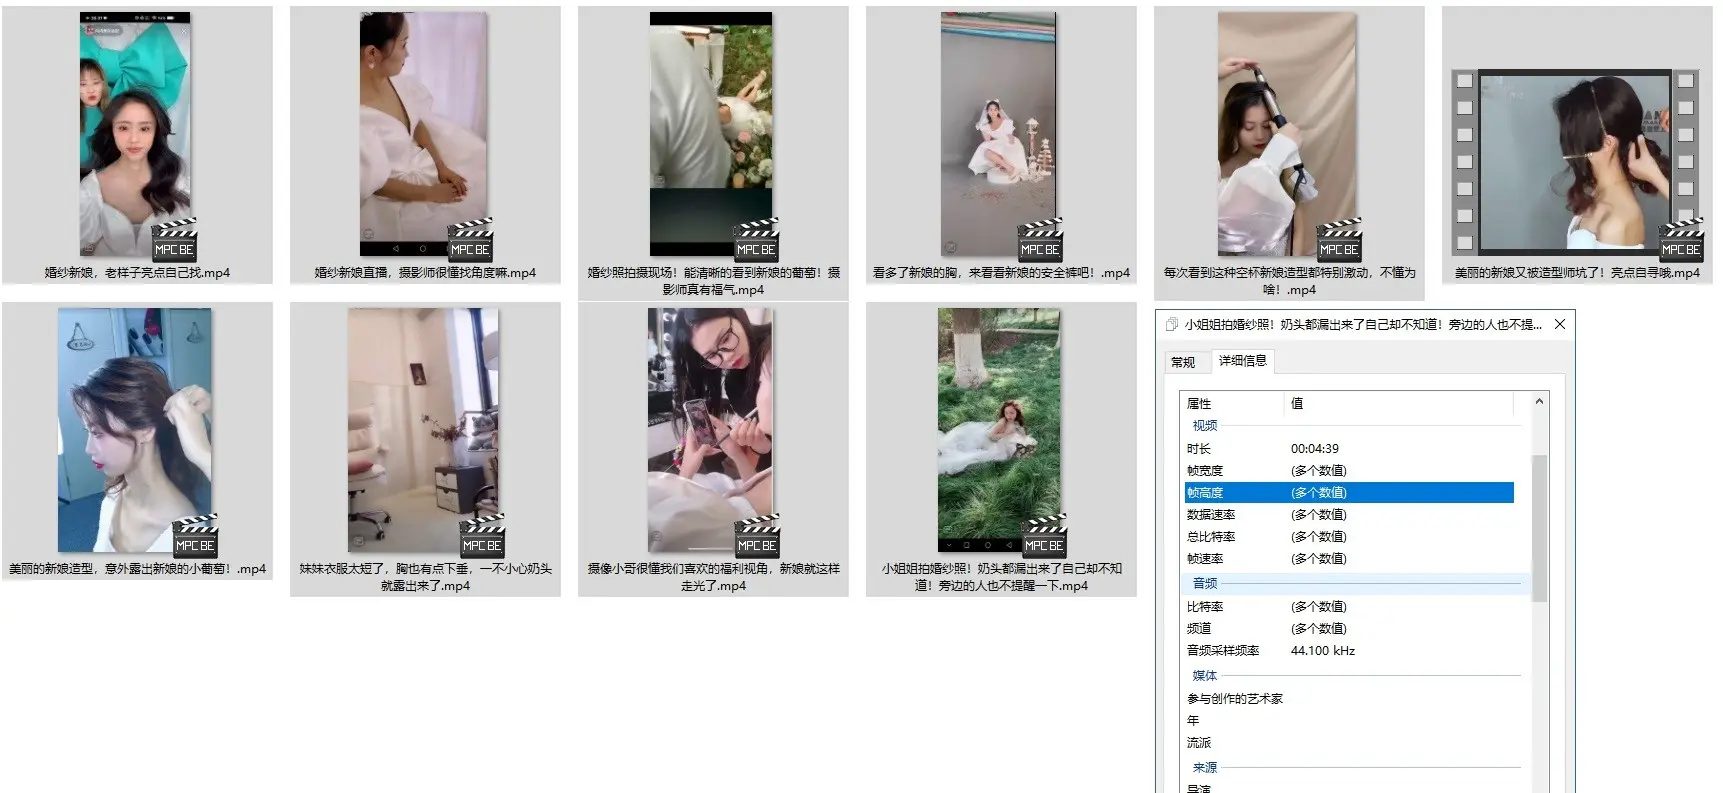 婚纱新娘，老样子亮点自己找.mp4
婚纱新娘直播，摄影师很懂找角度嘛.mp4
婚纱照拍摄现场！能清晰的看到新娘的葡萄！摄
影师真有福气.mp4
看多了新娘的胸，来看看新娘的安全裤吧！.mp4
每次看到这种空杯新娘造型都特别激动，不懂为
啥！.mp4
美丽的新娘又被造型师坑了！亮点自寻哦.mp4
MPC BE
MPC BE
MPC BE
MPC BE
MPC BE
MPC BE
美丽的新娘造型，意外露出新娘的小葡萄！.mp4
妹妹衣服太短了，胸也有点下垂，一不小心奶头
就露出来了.mp4
摄像小哥很懂我们喜欢的福利视角，新娘就这样
走光了.mp4
小姐姐拍婚纱照！奶头都漏出来了自己却不知
道！旁边的人也不提醒一下.mp4
MPC BE
MPC BE
MPC BE
MPC BE
小姐姐拍婚纱照！奶头都漏出来了自己却不知道！旁边的人也不提...
常规
详细信息
属性 值
视频
时长 00:04:39
帧宽度 (多个数值)
帧高度 (多个数值)
数据速率 (多个数值)
总比特率 (多个数值)
帧速率 (多个数值)
音频
比特率 (多个数值)
频道 (多个数值)
音频采样频率 44.100 kHz
媒体
参与创作的艺术家
年
流派
来源
导演